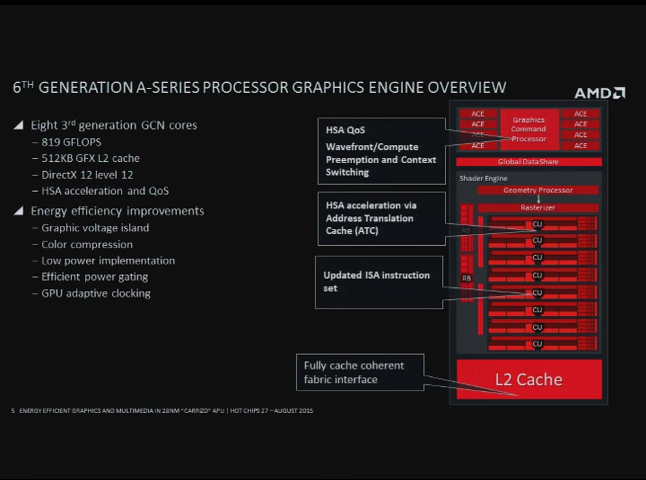 6TH GENERATION A-SERIES PROCESSOR GRAPHICS ENGINE OVERVIEW
AMD
Eight 3rd generation GCN cores
– 819 GFLOPS
– 512KB GFX L2 cache
– DirectX 12 level 12
– HSA acceleration and QoS
Energy efficiency improvements
– Graphic voltage island
– Color compression
– Low power implementation
– Efficient power gating
– GPU adaptive clocking
HSA QoS
Wavefront/Compute
Preemption and Context
Switching
HSA acceleration via
Address Translation
Cache (ATC)
Updated ISA instruction
set
Fully cache coherent
fabric interface
ACE
ACE
ACE
ACE
Graphics
Command
Processor
ACE
ACE
ACE
ACE
Global Data Share
Shader Engine
Geometry Processor
Rasterizer
RB
RB
CU
CU
CU
CU
CU
CU
CU
CU
L2 Cache
5 ENERGY EFFICIENT GRAPHICS AND MULTIMEDIA IN 28NM "CARRIZO" APU | HOT CHIPS 27 – AUGUST 2015